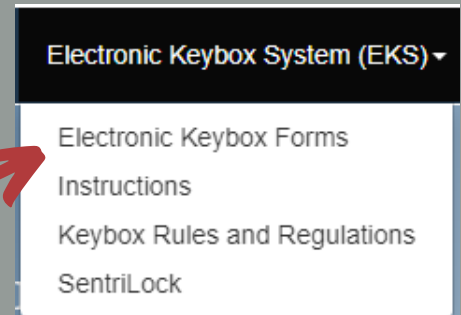 Electronic Keybox System (EKS)
Electronic Keybox Forms
Instructions
Keybox Rules and Regulations
SentriLock